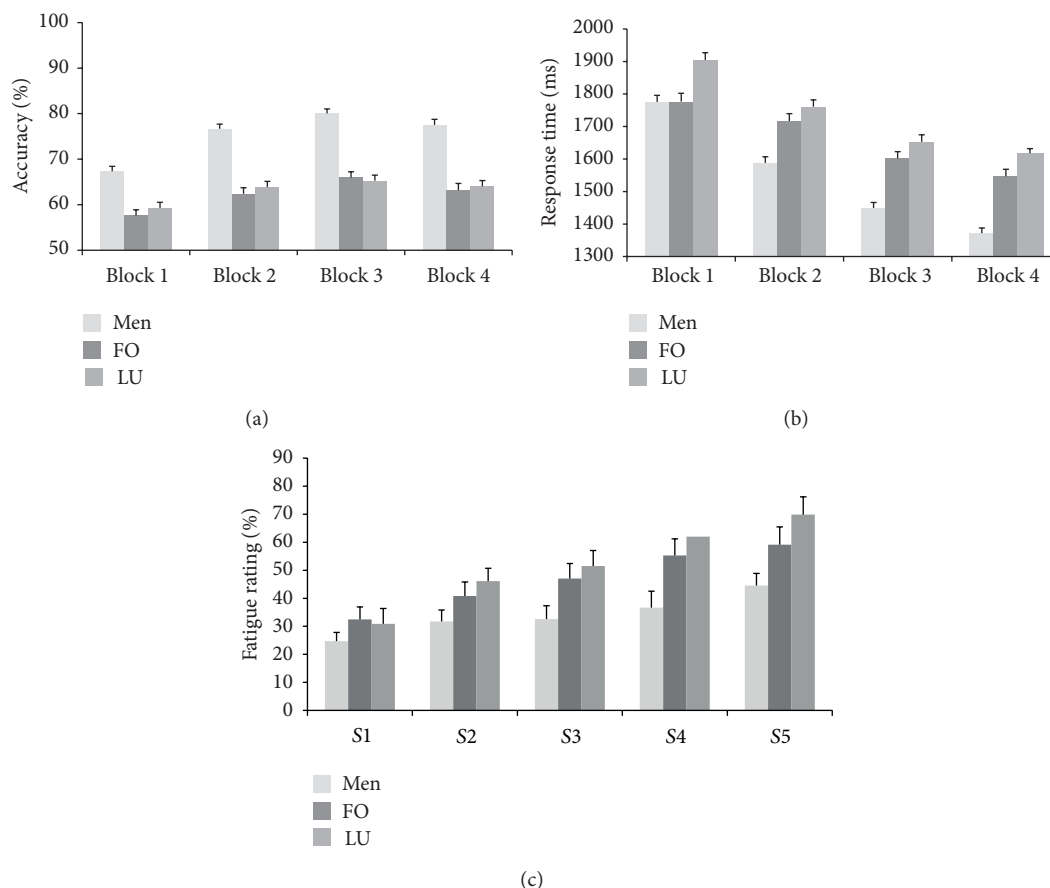 Accuracy (%)
100
90
80
70
60
50
Block 1 Block 2 Block 3 Block 4
Men
FO
LU
(a)
Response time (ms)
2000
1900
1800
1700
1600
1500
1400
1300
Block 1 Block 2 Block 3 Block 4
Men
FO
LU
(b)
Fatigue rating (%)
90
80
70
60
50
40
30
20
10
0
S1 S2 S3 S4 S5
Men
FO
LU
(c)